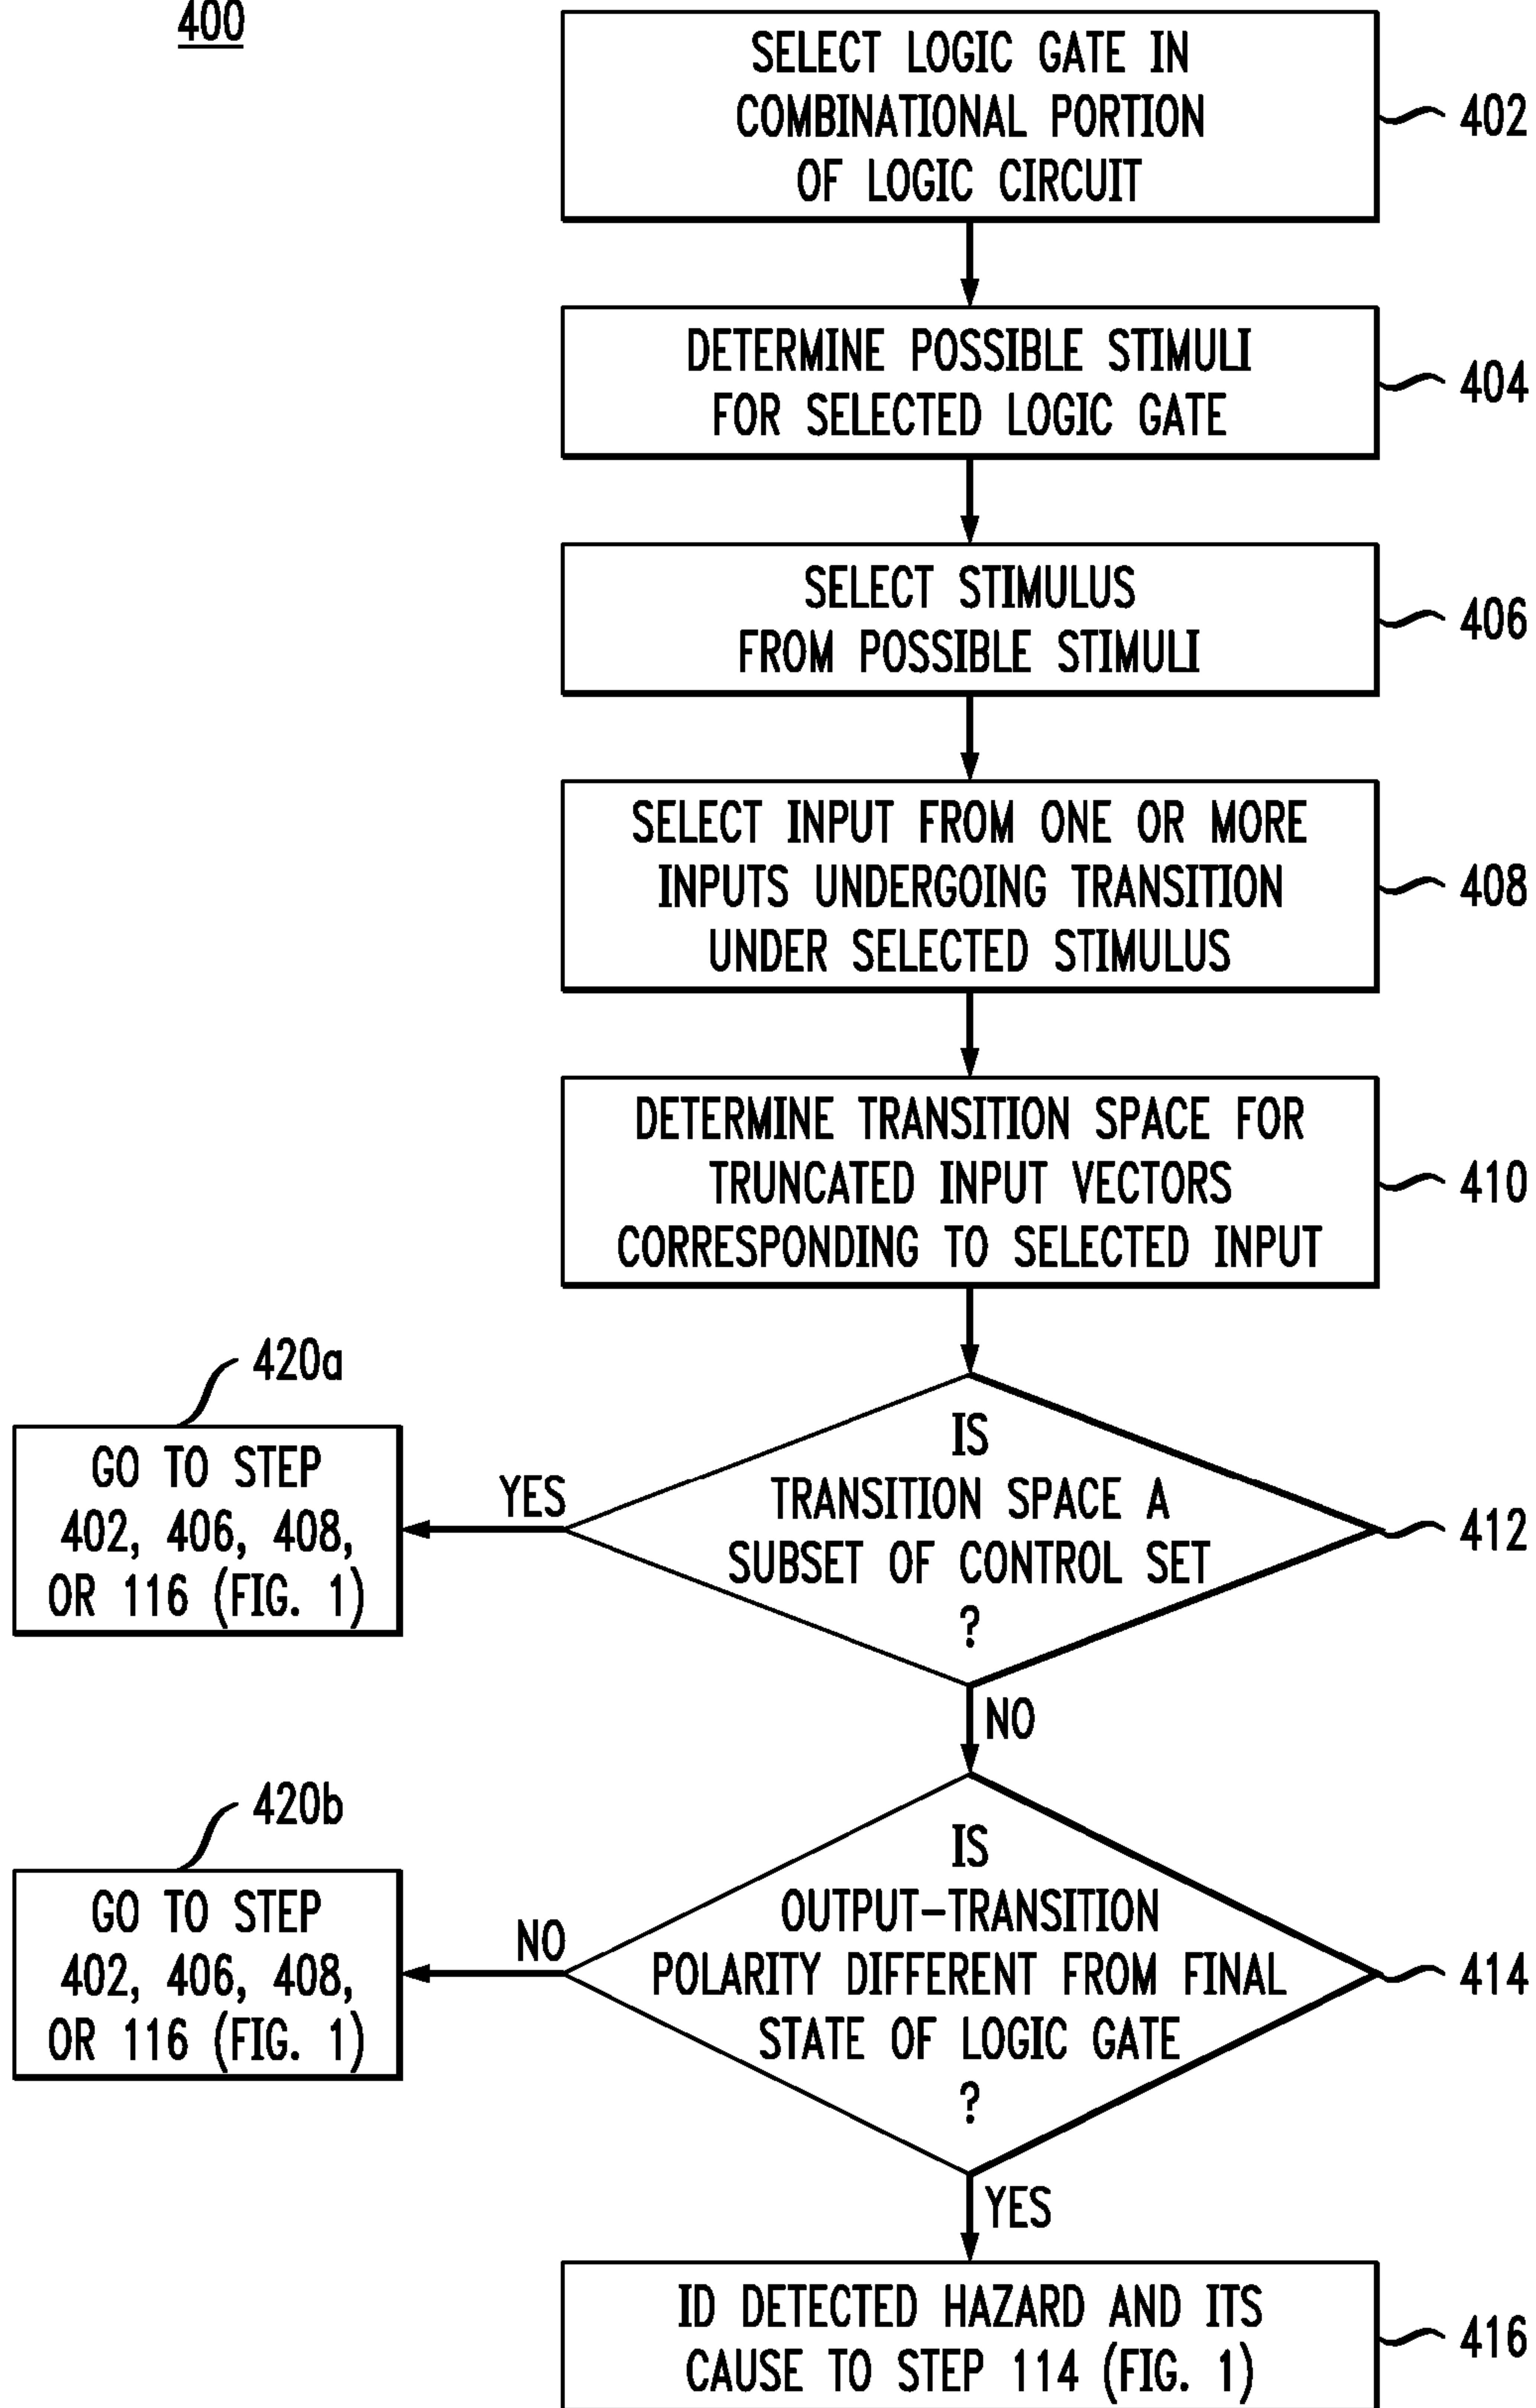 400
SELECT LOGIC GATE IN
COMBINATIONAL PORTION
OF LOGIC CIRCUIT
402
DETERMINE POSSIBLE STIMULI
FOR SELECTED LOGIC GATE
404
SELECT STIMULUS
FROM POSSIBLE STIMULI
406
SELECT INPUT FROM ONE OR MORE
INPUTS UNDERGOING TRANSITION
UNDER SELECTED STIMULUS
408
DETERMINE TRANSITION SPACE FOR
TRUNCATED INPUT VECTORS
CORRESPONDING TO SELECTED INPUT
410
420a
GO TO STEP
402, 406, 408,
OR 116 (FIG. 1)
YES
IS
TRANSITION SPACE A
SUBSET OF CONTROL SET
?
412
NO
420b
GO TO STEP
402, 406, 408,
OR 116 (FIG. 1)
NO
IS
OUTPUT-TRANSITION
POLARITY DIFFERENT FROM FINAL
STATE OF LOGIC GATE
?
414
YES
ID DETECTED HAZARD AND ITS
CAUSE TO STEP 114 (FIG. 1)
416